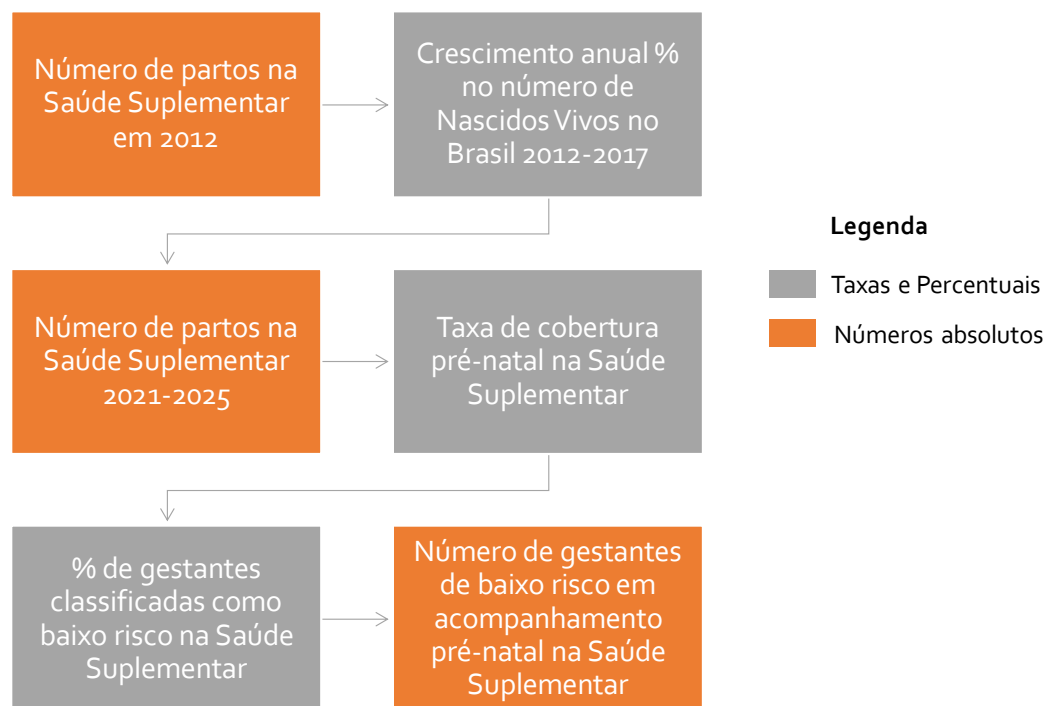 Número de partos na
Saúde Suplementar
em 2012
Crescimento anual %
no número de
Nascidos Vivos no
Brasil 2012-2017
Número de partos na
Saúde Suplementar
2021-2025
Taxa de cobertura
pré-natal na Saúde
Suplementar
% de gestantes
classificadas como
baixo risco na Saúde
Suplementar
Número de gestantes
de baixo risco em
acompanhamento
pré-natal na Saúde
Suplementar
Legenda
Taxas e Percentuais
Números absolutos